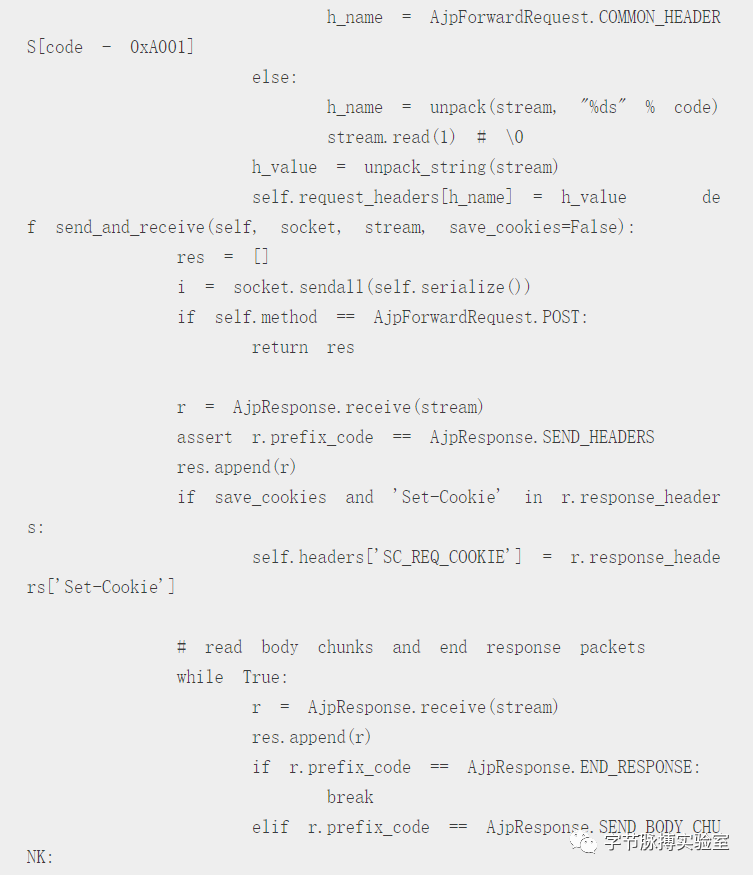 h_name = AjpForwardRequest.COMMON_HEADER
S[code - 0xA001]
else:
h_name = unpack(stream, "%ds" % code)
stream.read(1) # \0
h_value = unpack_string(stream)
self.request_headers[h_name] = h_value de
f send_and_receive(self, socket, stream, save_cookies=False):
res = []
i = socket.sendall(self.serialize())
if self.method == AjpForwardRequest.POST:
return res
r = AjpResponse.receive(stream)
assert r.prefix_code == AjpResponse.SEND_HEADERS
res.append(r)
if save_cookies and 'Set-Cookie' in r.response_header
s:
self.headers['SC_REQ_COOKIE'] = r.response_heade
rs['Set-Cookie']
# read body chunks and end response packets
while True:
r = AjpResponse.receive(stream)
res.append(r)
if r.prefix_code == AjpResponse.END_RESPONSE:
break
elif r.prefix_code == AjpResponse.SEND_BODY_CHU
NK:
字节脉搏实验室